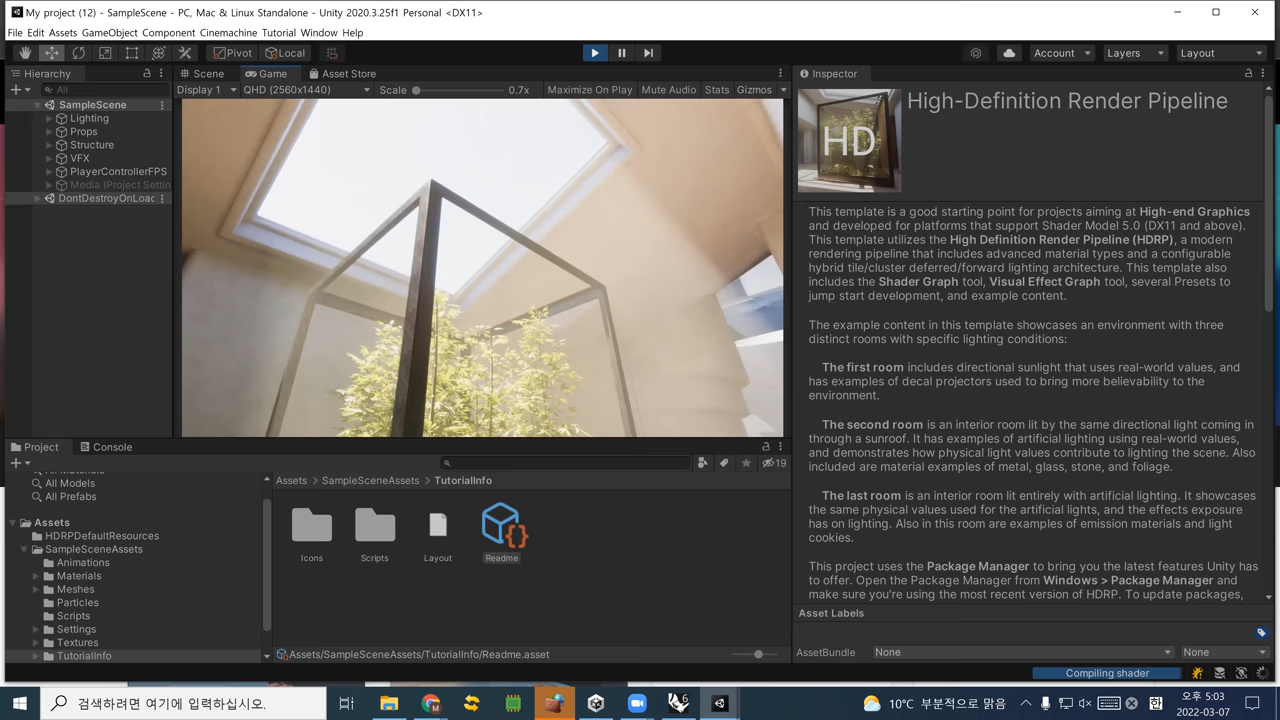 My project (12) - SampleScene - PC, Mac & Linux Standalone - Unity 2020.3.25f1 Personal <DX11>
File Edit Assets GameObject Component Cinemachine Tutorial Window Help
Pivot Local Account Layers Layout
Hierarchy
All
SampleScene
Lighting
Props
Structure
VFX
PlayerControllerFPS
Media (Project Settin
DontDestroyOnLoad
Scene Game Asset Store
Display 1 QHD (2560x1440) Scale 0.7x Maximize On Play Mute Audio Stats Gizmos
Inspector
HD
High-Definition Render Pipeline
This template is a good starting point for projects aiming at High-end Graphics
and developed for platforms that support Shader Model 5.0 (DX11 and above).
This template utilizes the High Definition Render Pipeline (HDRP), a modern
rendering pipeline that includes advanced material types and a configurable
hybrid tile/cluster deferred/forward lighting architecture. This template also
includes the Shader Graph tool, Visual Effect Graph tool, several Presets to
jump start development, and example content.
The example content in this template showcases an environment with three
distinct rooms with specific lighting conditions:
The first room includes directional sunlight that uses real-world values, and
has examples of decal projectors used to bring more believability to the
environment.
The second room is an interior room lit by the same directional light coming in
through a sunroof. It has examples of artificial lighting using real-world values,
and demonstrates how physical light values contribute to lighting the scene. Also
included are material examples of metal, glass, stone, and foliage.
The last room is an interior room lit entirely with artificial lighting. It showcases
the same physical values used for the artificial lights, and the effects exposure
has on lighting. Also in this room are examples of emission materials and light
cookies.
This project uses the Package Manager to bring you the latest features Unity
has to offer. Open the Package Manager from Windows > Package Manager and
make sure you're using the most recent version of HDRP. To update packages,
Asset Labels
AssetBundle None None
Project Console
19
All Models
All Prefabs
Assets
HDRPDefaultResources
SampleSceneAssets
Animations
Materials
Meshes
Particles
Scripts
Settings
Textures
TutorialInfo
Assets > SampleSceneAssets > TutorialInfo
Icons Scripts Layout Readme
Assets/SampleSceneAssets/TutorialInfo/Readme.asset
Compiling shader
검색하려면 여기에 입력하십시오.
6
10°C 부분적으로 맑음
한
오후 5:03
2022-03-07